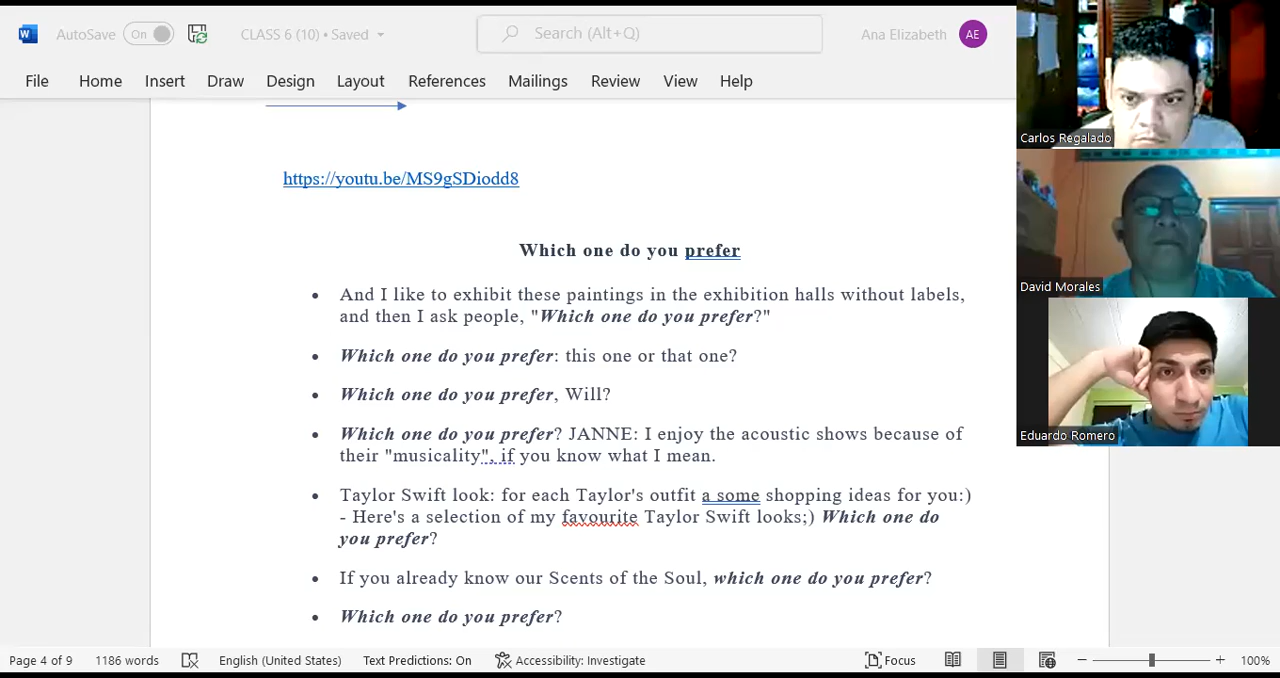 AutoSave On CLASS 6 (10) • Saved Search (Alt+Q) Ana Elizabeth AE
File Home Insert Draw Design Layout References Mailings Review View Help
https://youtu.be/MS9gSDiodd8
Which one do you prefer
• And I like to exhibit these paintings in the exhibition halls without labels,
and then I ask people, "Which one do you prefer?"
• Which one do you prefer: this one or that one?
• Which one do you prefer, Will?
• Which one do you prefer? JANNE: I enjoy the acoustic shows because of
their "musicality", if you know what I mean.
• Taylor Swift look: for each Taylor's outfit a some shopping ideas for you:)
- Here's a selection of my favourite Taylor Swift looks;) Which one do
you prefer?
• If you already know our Scents of the Soul, which one do you prefer?
• Which one do you prefer?
Page 4 of 9 1186 words English (United States) Text Predictions: On Accessibility: Investigate Focus 100%
Carlos Regalado
David Morales
Eduardo Romero